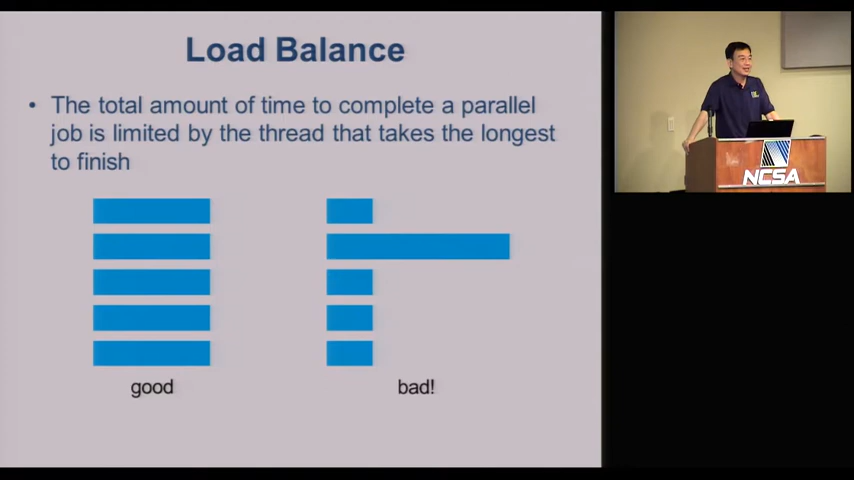 Load Balance
• The total amount of time to complete a parallel
job is limited by the thread that takes the longest
to finish
good
bad!
NCSA